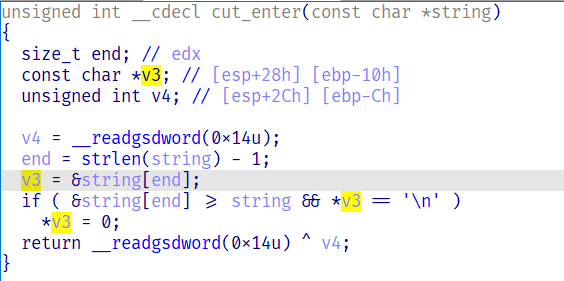 unsigned int __cdecl cut_enter(const char *string)
{
  size_t end; // edx
  const char *v3; // [esp+28h] [ebp-10h]
  unsigned int v4; // [esp+2Ch] [ebp-Ch]

  v4 = __readgsdword(0×14u);
  end = strlen(string) - 1;
  v3 = &string[end];
  if ( &string[end] ⩾ string && *v3 == '\n' )
    *v3 = 0;
  return __readgsdword(0×14u) ^ v4;
}